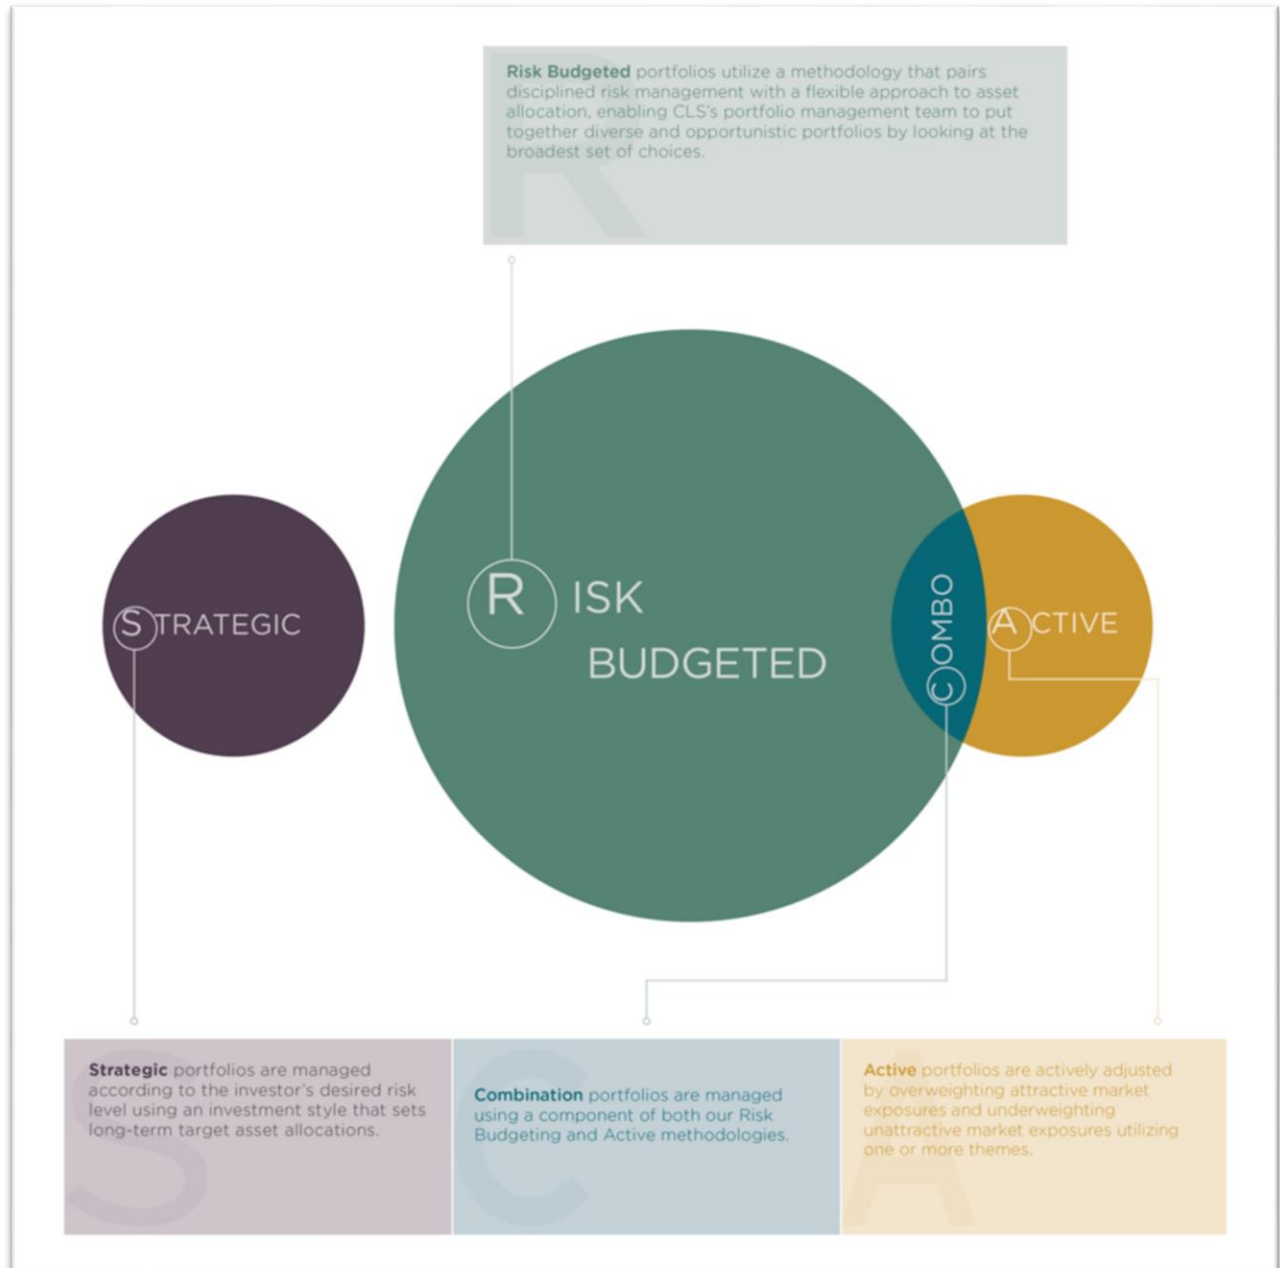 Risk Budgeted portfolios utilize a methodology that pairs
disciplined risk management with a flexible approach to asset
allocation, enabling CLS's portfolio management team to put
together diverse and opportunistic portfolios by looking at the
broadest set of choices.
R
STRATEGIC
RISK
BUDGETED
COMBO
ACTIVE
Strategic portfolios are managed
according to the investor's desired risk
level using an investment style that sets
long-term target asset allocations.
S
Combination portfolios are managed
using a component of both our Risk
Budgeting and Active methodologies.
C
Active portfolios are actively adjusted
by overweighting attractive market
exposures and underweighting
unattractive market exposures utilizing
one or more themes.
A